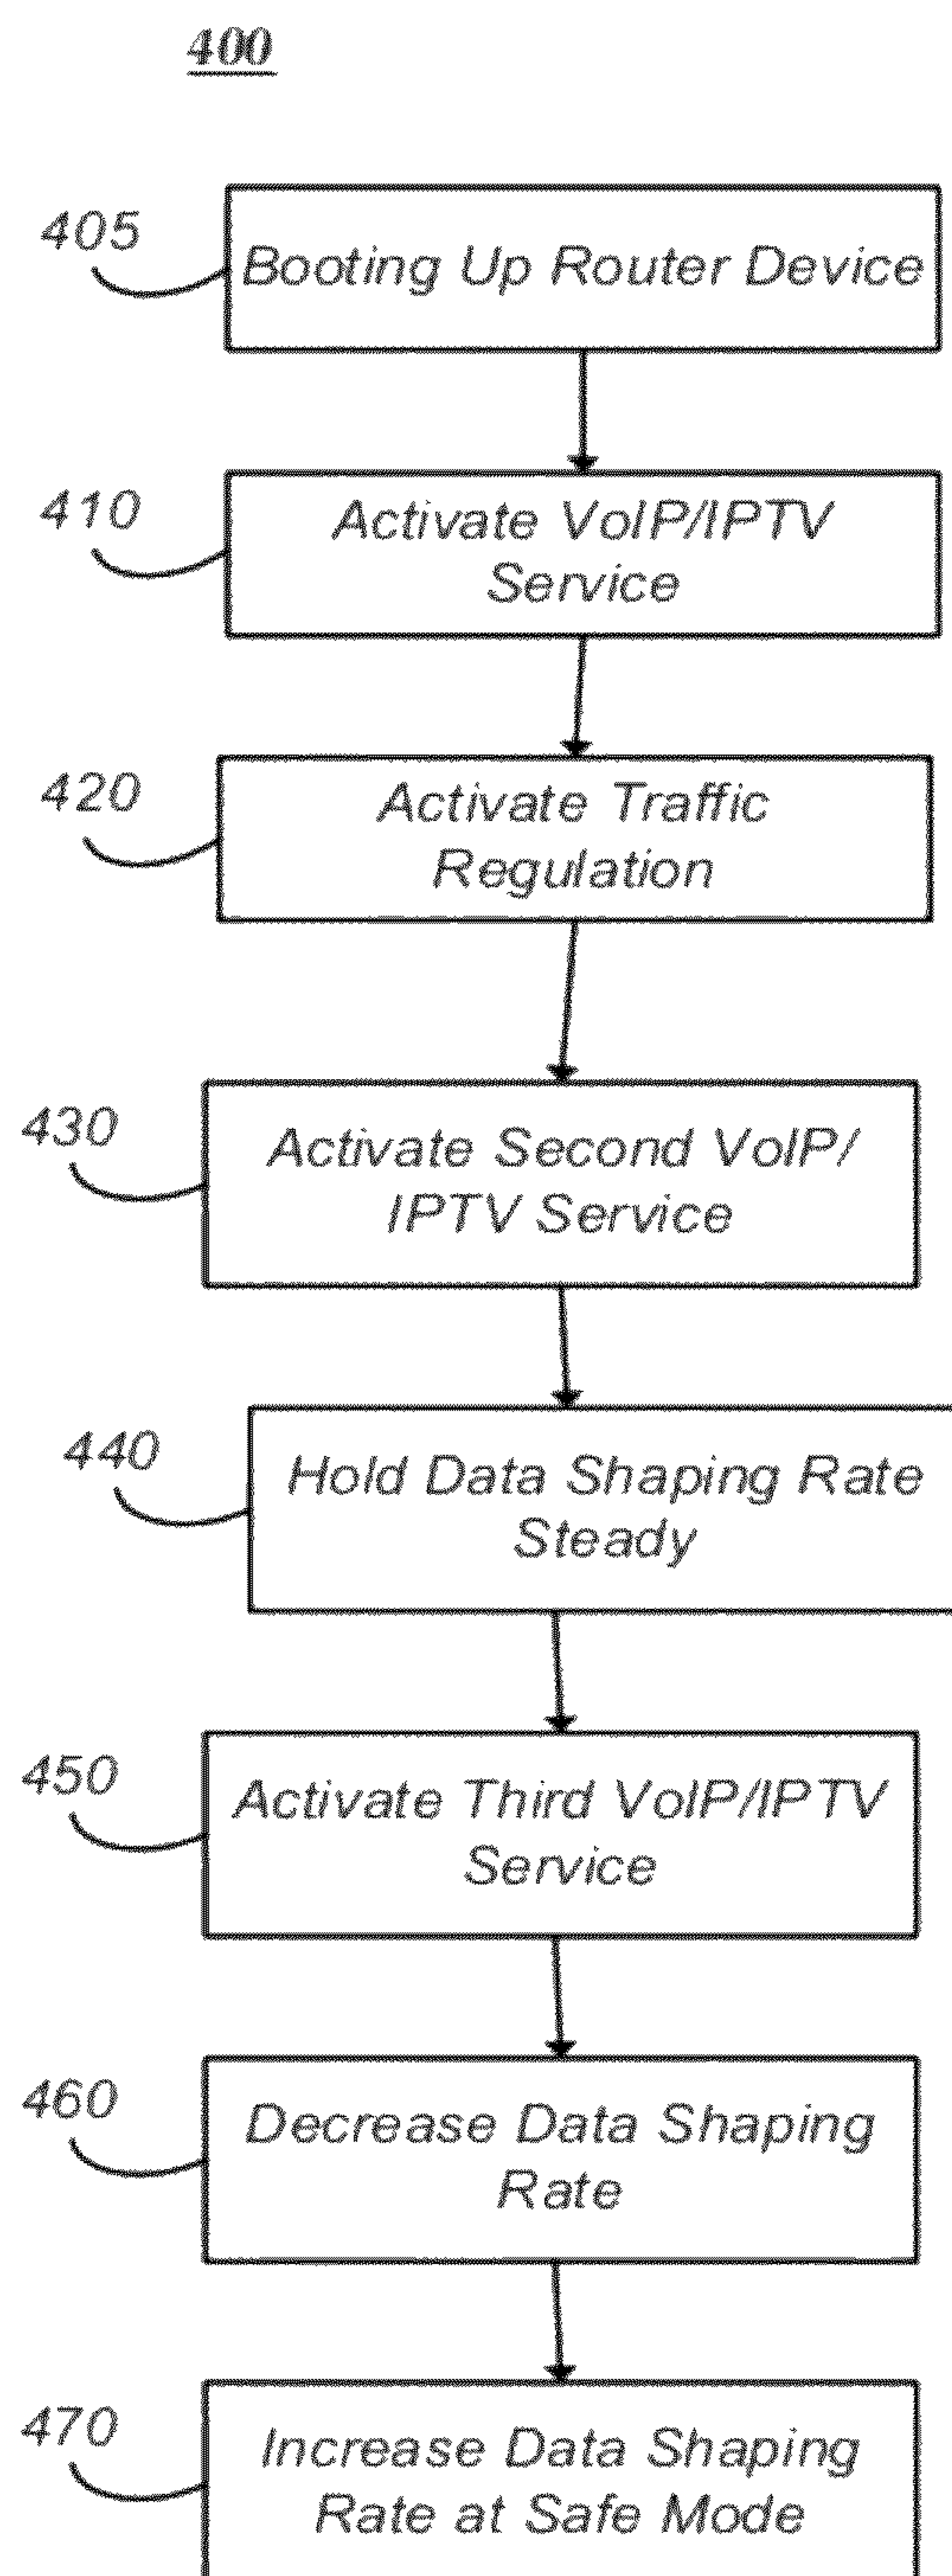 400
405
Booting Up Router Device
410
Activate VoIP/IPTV
Service
420
Activate Traffic
Regulation
430
Activate Second VoIP/
IPTV Service
440
Hold Data Shaping Rate
Steady
450
Activate Third VoIP/IPTV
Service
460
Decrease Data Shaping
Rate
470
Increase Data Shaping
Rate at Safe Mode